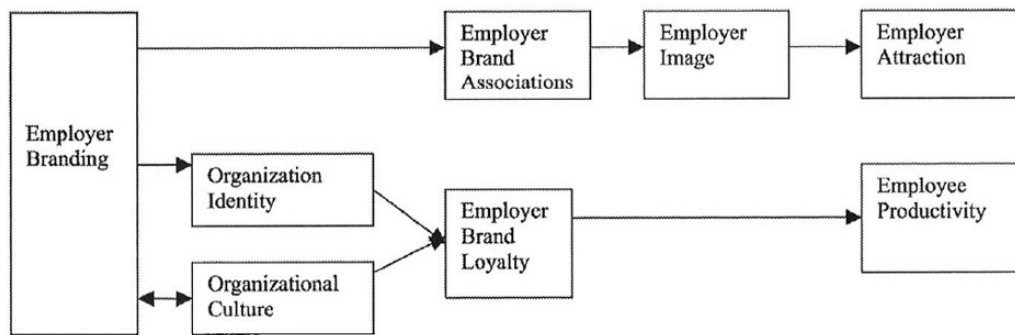 Employer
Branding
Employer
Brand
Associations
Employer
Image
Employer
Attraction
Organization
Identity
Organizational
Culture
Employer
Brand
Loyalty
Employee
Productivity